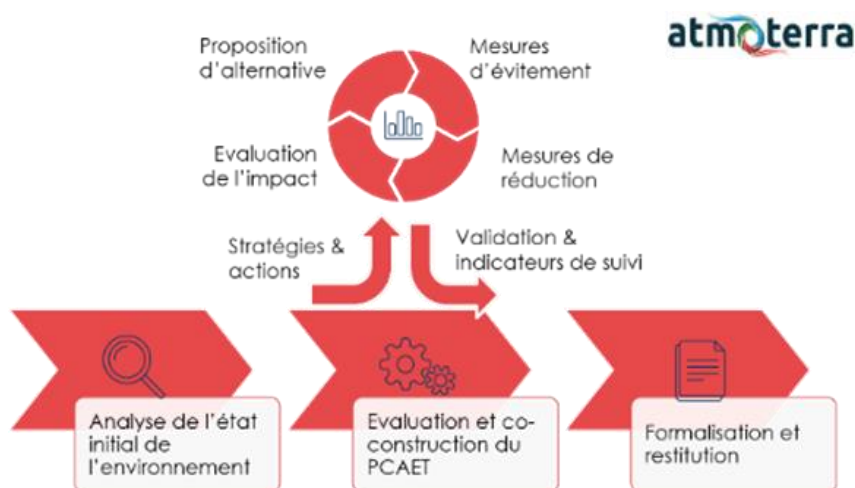 atmoterra
Proposition
d'alternative
Mesures
d'évitement
Evaluation
de l'impact
Mesures de
réduction
Stratégies &
actions
Validation &
indicateurs de suivi
Analyse de l'état
initial de
l'environnement
Evaluation et co-
construction du
PCAET
Formalisation et
restitution